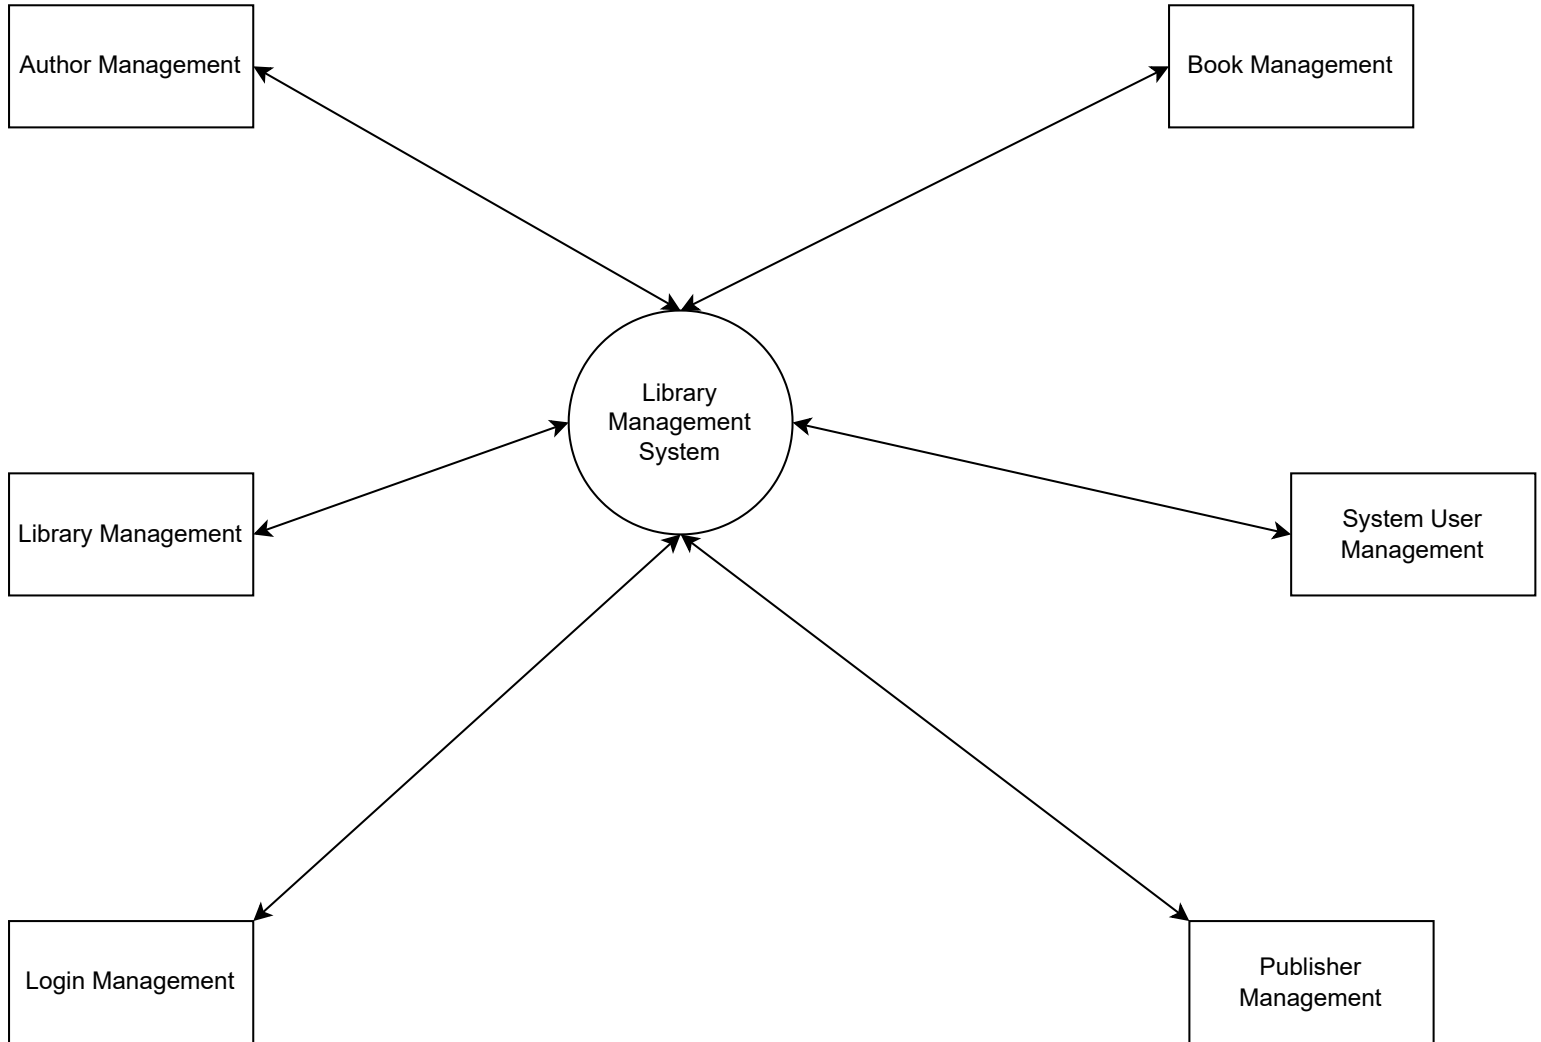 Author Management
Book Management
Library
Management
System
Library Management
System User
Management
Login Management
Publisher
Management